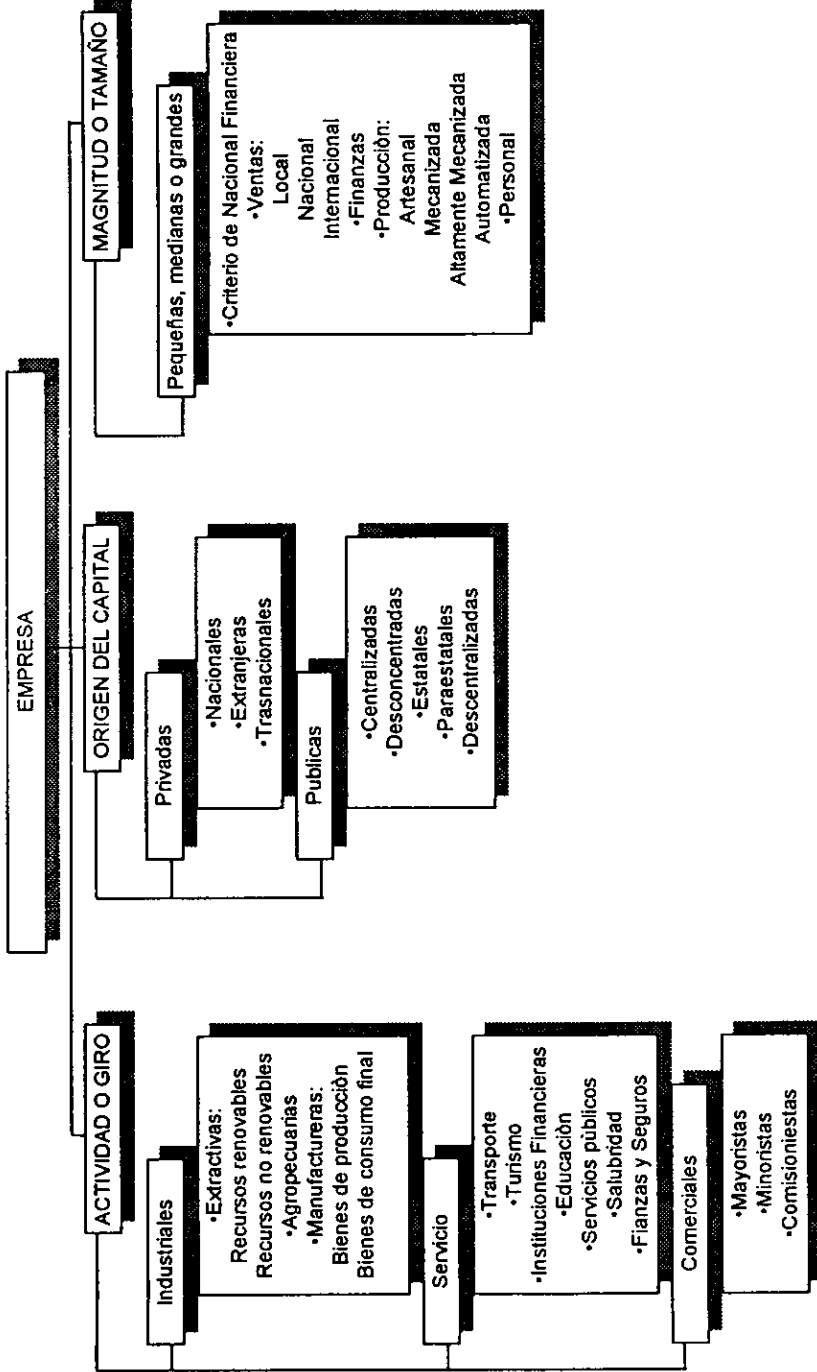 EMPRESA
ACTIVIDAD O GIRO
Industriales
•Extractivas:
Recursos renovables
Recursos no renovables
•Agropecuarias
•Manufactureras:
Bienes de producciòn
Bienes de consumo final
Servicio
•Transporte
•Turismo
•Instituciones Financieras
•Educaciòn
•Servicios pùblicos
•Salubridad
•Fianzas y Seguros
Comerciales
•Mayoristas
•Minoristas
•Comisioniestas
ORIGEN DEL CAPITAL
Privadas
•Nacionales
•Extranjeras
•Trasnacionales
Publicas
•Centralizadas
•Desconcentradas
•Estatales
•Paraestatales
•Descentralizadas
MAGNITUD O TAMAÑO
Pequeñas, medianas o grandes
•Criterio de Nacional Financiera
•Ventas:
Local
Nacional
Internacional
•Finanzas
•Producciòn:
Artesanal
Mecanizada
Altamente Mecanizada
Automatizada
•Personal